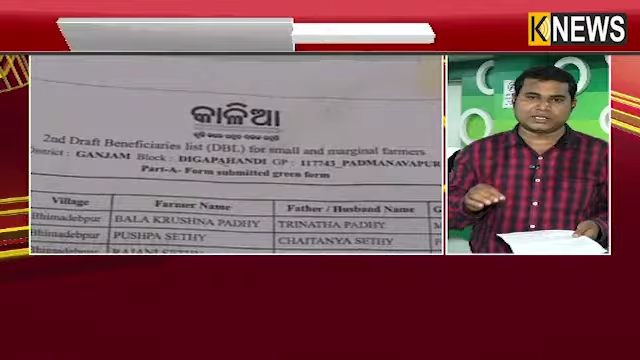 KNEWS
କାଳିଆ
2nd Draft Beneficiaries list (DBL) for small and marginal farmers
District : GANJAM Block : DIGAPAHANDI GP : 117743_PADMANAVAPUR
Part-A- Form submitted green form
Village Farmer Name Father / Husband Name G
Bhimadebpur BALA KRUSHNA PADHY TRINATHA PADHY M
Bhimadebpur PUSHPA SETHY CHAITANYA SETHY